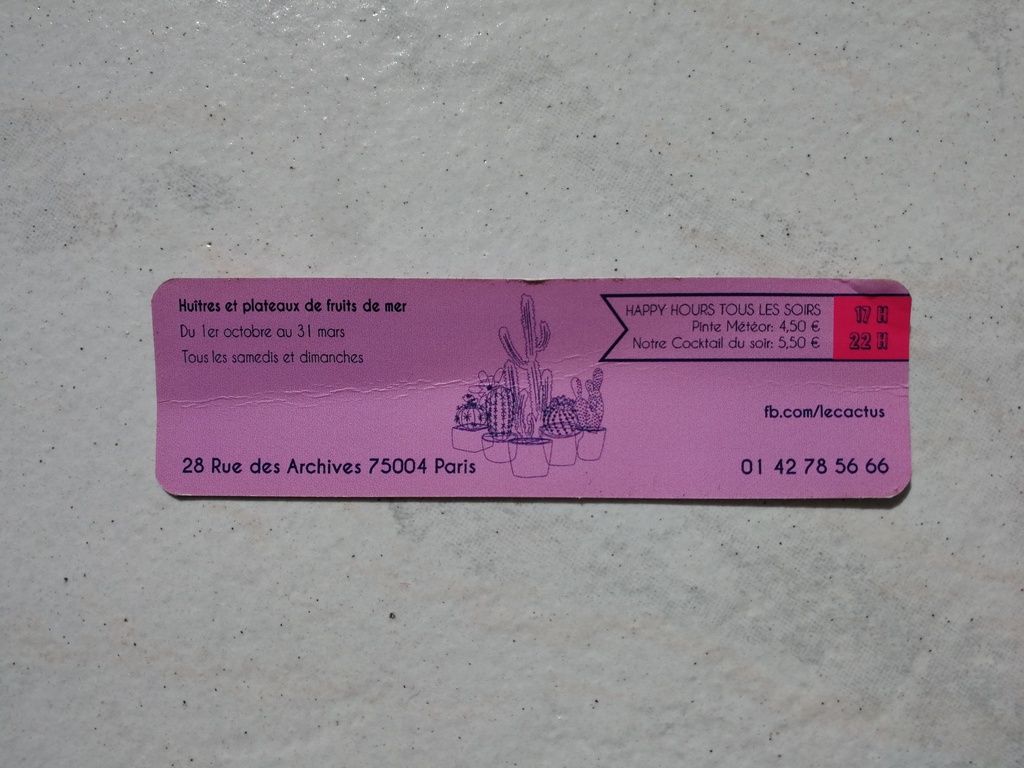 Huîtres et plateaux de fruits de mer
Du 1er octobre au 31 mars
Tous les samedis et dimanches
28 Rue des Archives 75004 Paris
HAPPY HOURS TOUS LES SOIRS
Pinte Météor: 4,50 €
Notre Cocktail du soir: 5,50 €
17 H
22 H
fb.com/lecactus
01 42 78 56 66